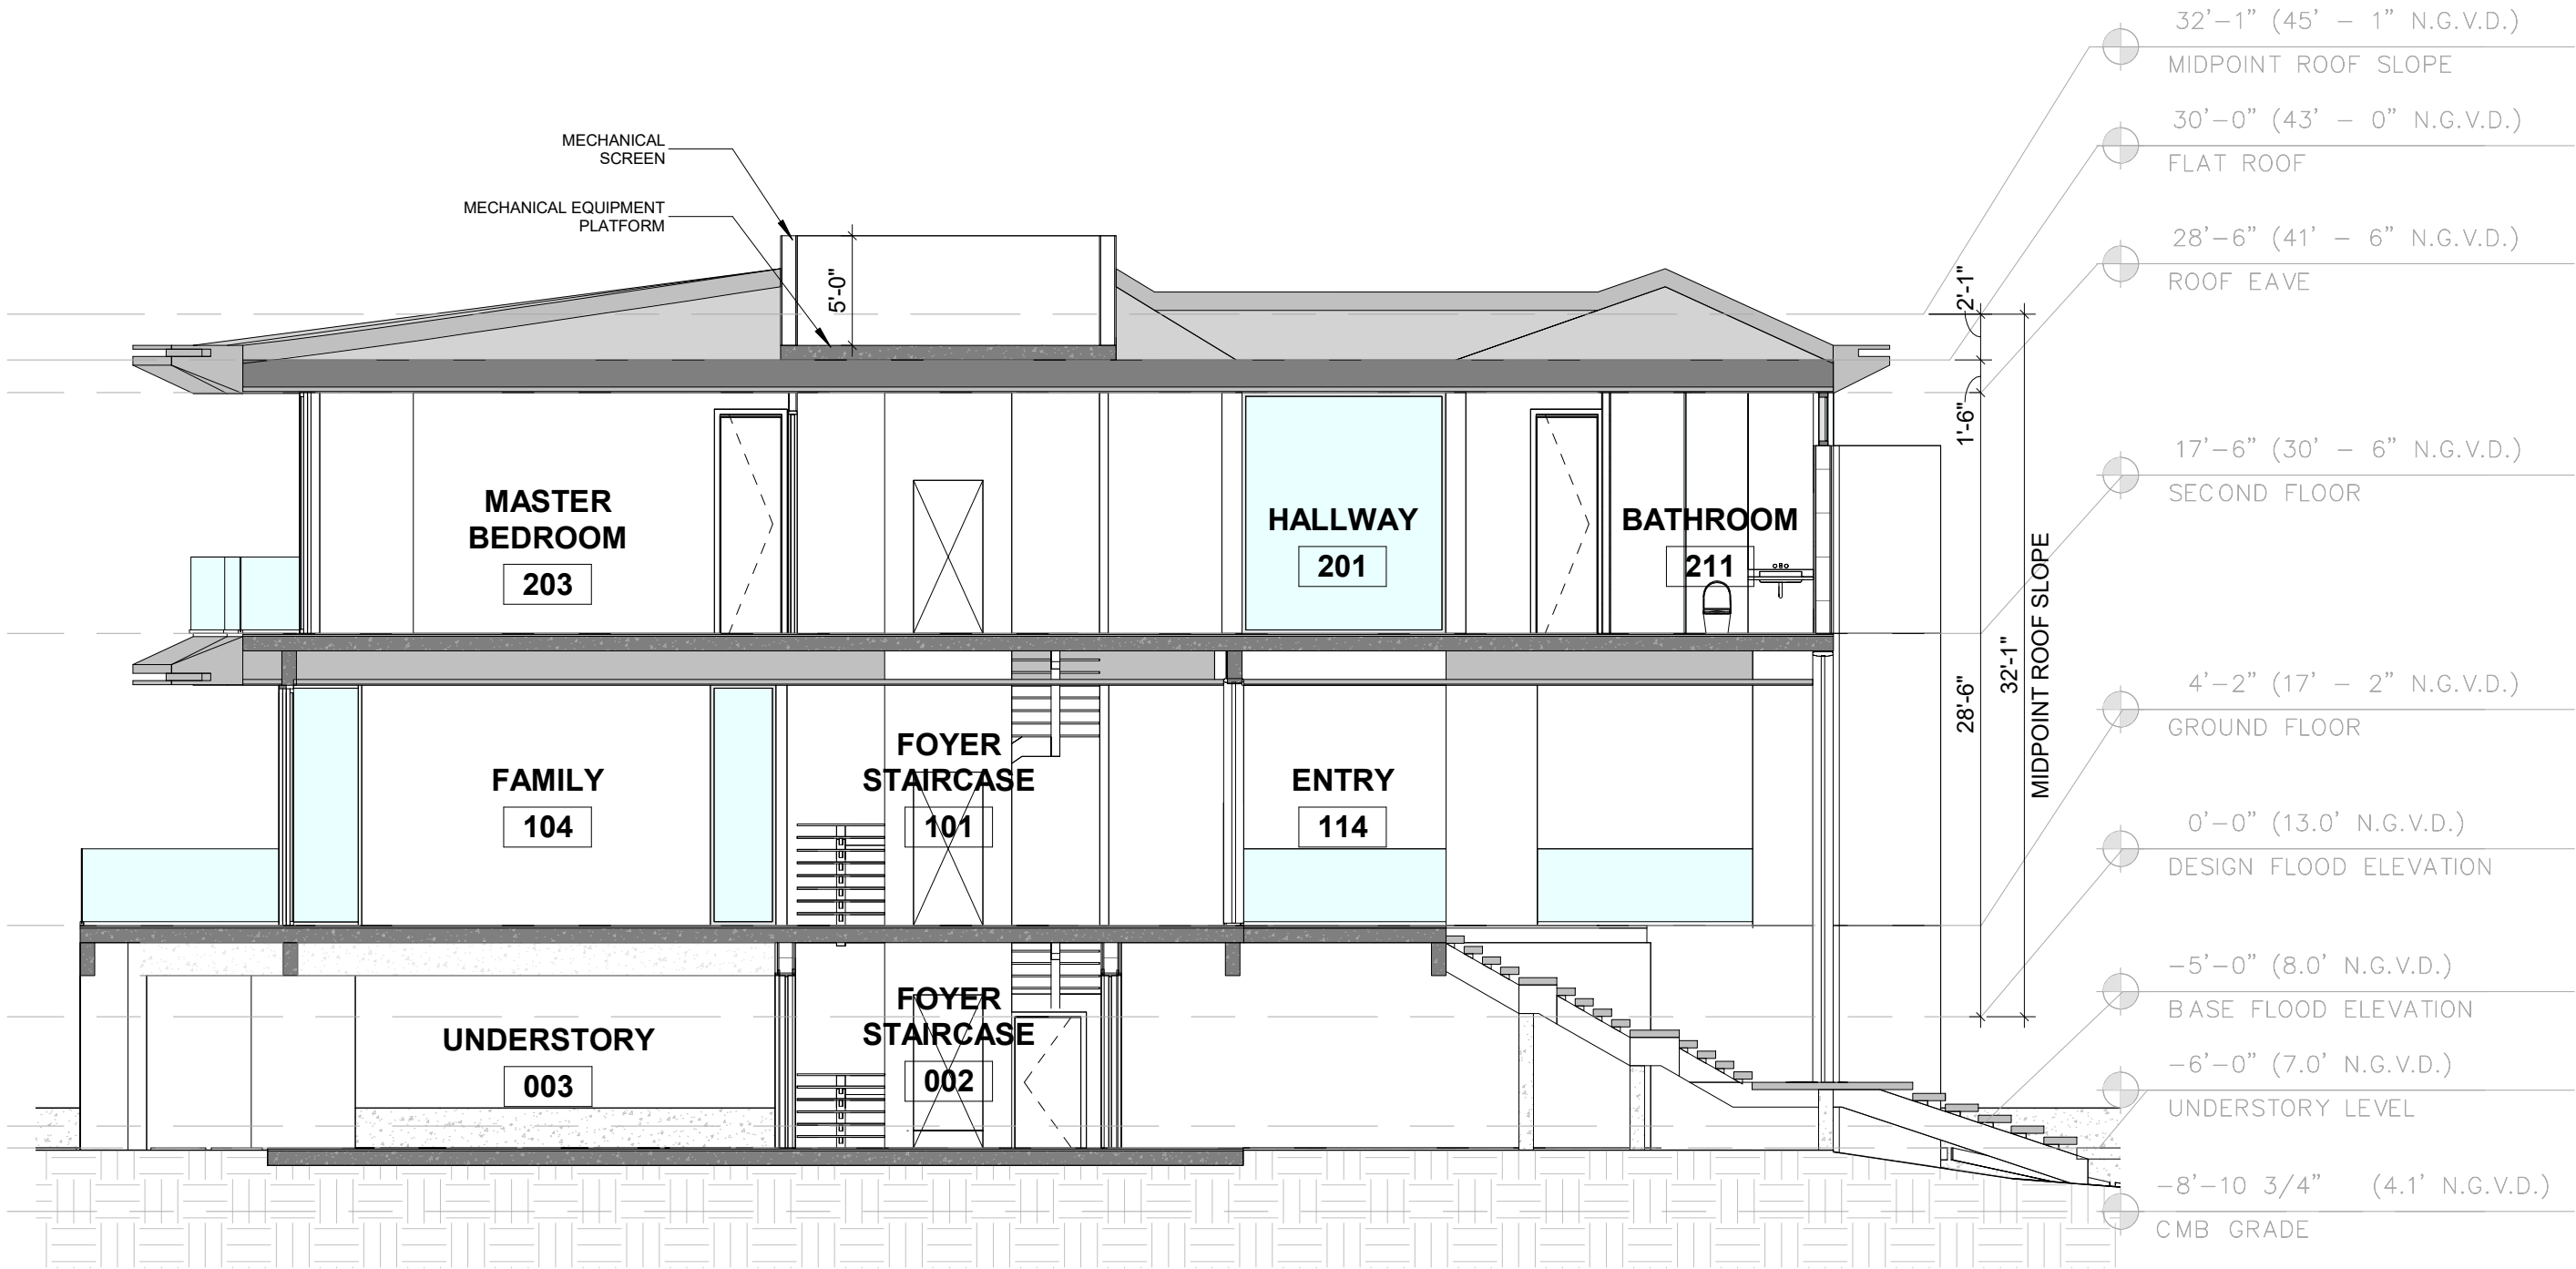 32'-1" (45' - 1" N.G.V.D.)
MIDPOINT ROOF SLOPE
30'-0" (43' - 0" N.G.V.D.)
FLAT ROOF
28'-6" (41' - 6" N.G.V.D.)
ROOF EAVE
17'-6" (30' - 6" N.G.V.D.)
SECOND FLOOR
4'-2" (17' - 2" N.G.V.D.)
GROUND FLOOR
0'-0" (13.0' N.G.V.D.)
DESIGN FLOOD ELEVATION
-5'-0" (8.0' N.G.V.D.)
BASE FLOOD ELEVATION
-6'-0" (7.0' N.G.V.D.)
UNDERSTORY LEVEL
-8'-10 3/4" (4.1' N.G.V.D.)
CMB GRADE
MECHANICAL
SCREEN
MECHANICAL EQUIPMENT
PLATFORM
5'-0"
2'-1"
1'-6"
28'-6"
32'-1"
MIDPOINT ROOF SLOPE
MASTER
BEDROOM
203
HALLWAY
201
BATHROOM
211
FAMILY
104
FOYER
STAIRCASE
101
ENTRY
114
UNDERSTORY
003
FOYER
STAIRCASE
002